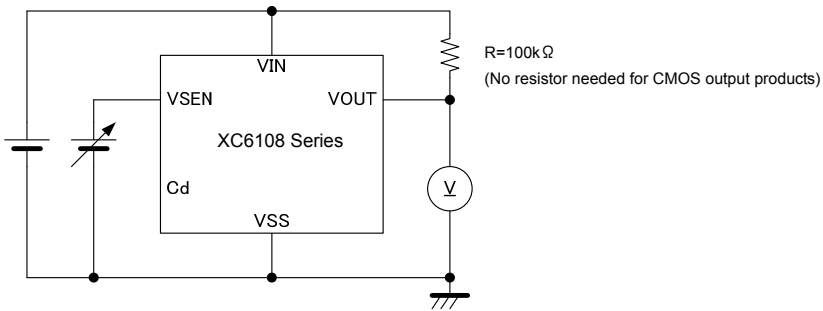 R=100kΩ
(No resistor needed for CMOS output products)
VIN
VSEN
VOUT
XC6108 Series
Cd
V
VSS